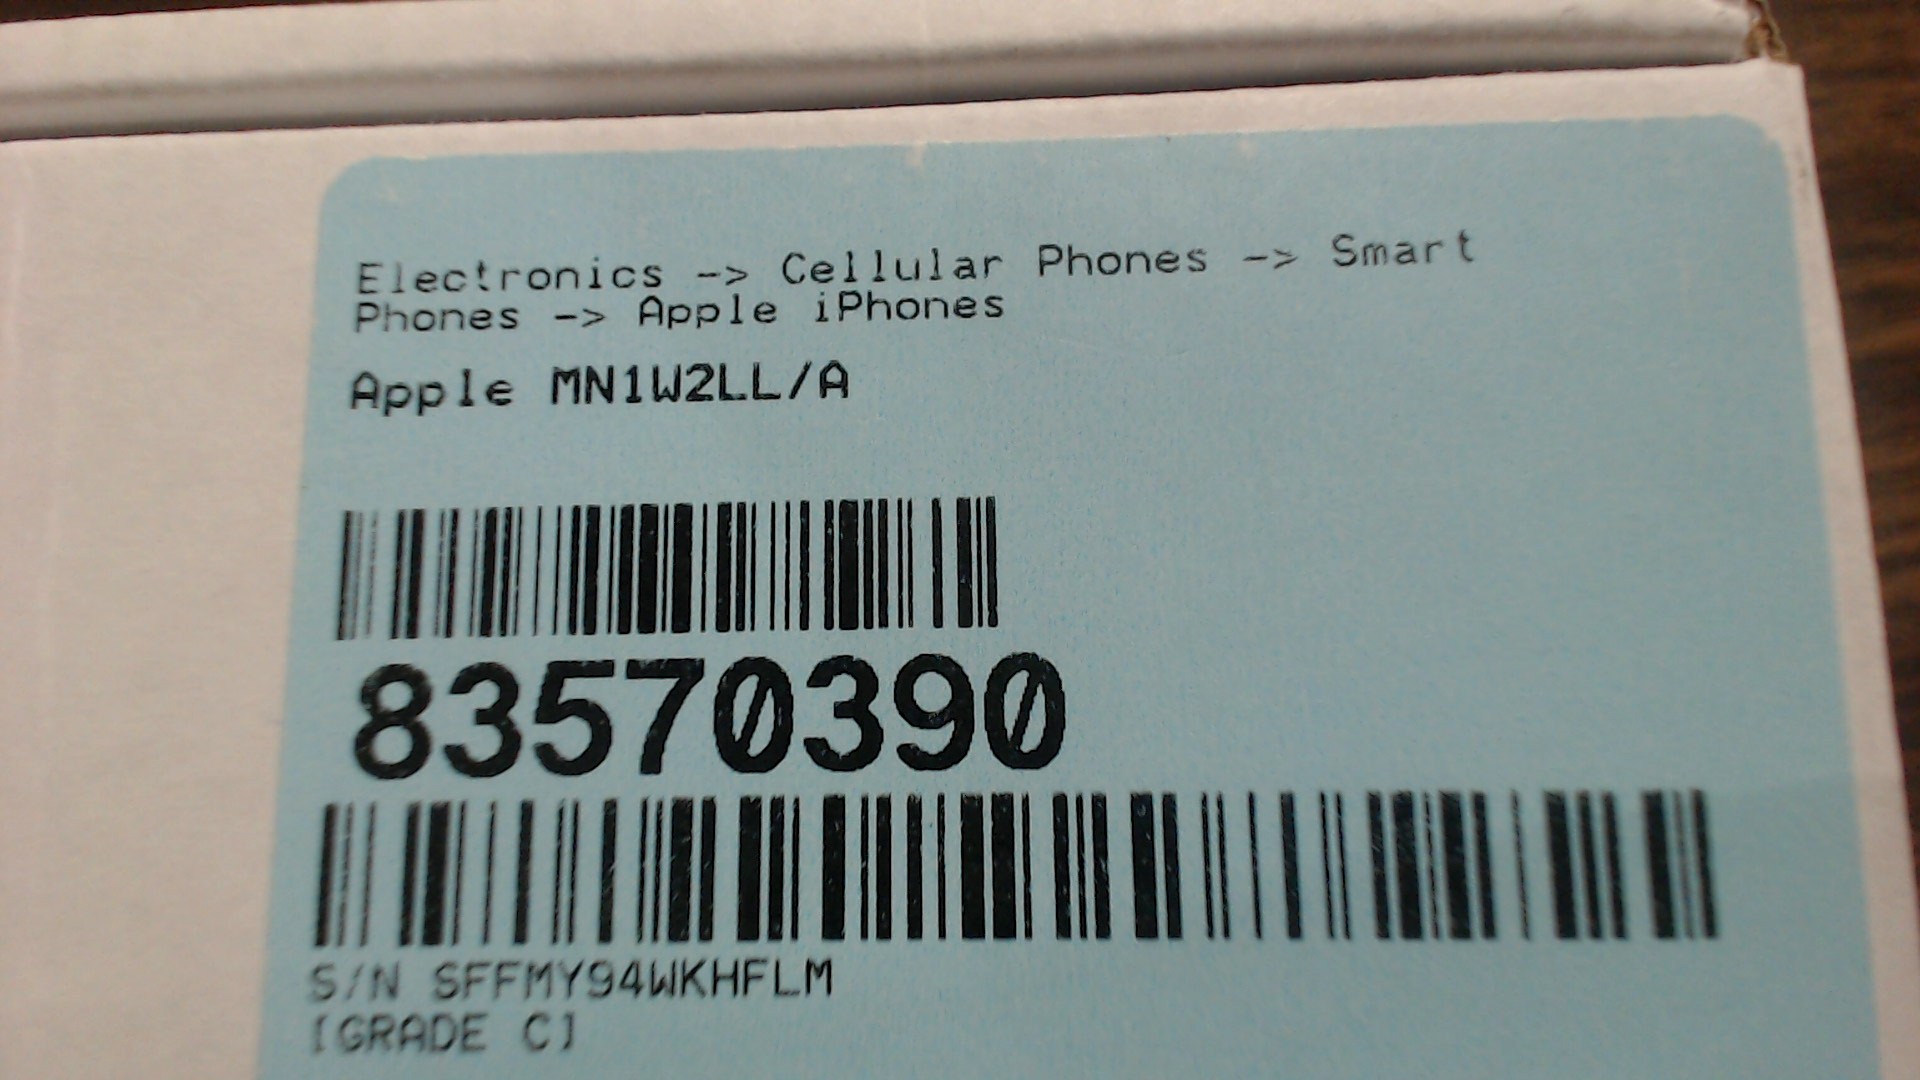 Electronics -> Cellular Phones -> Smart
Phones -> Apple iPhones
Apple MN1W2LL/A
83570390
S/N SFFMY94WKHFLM
[GRADE C]